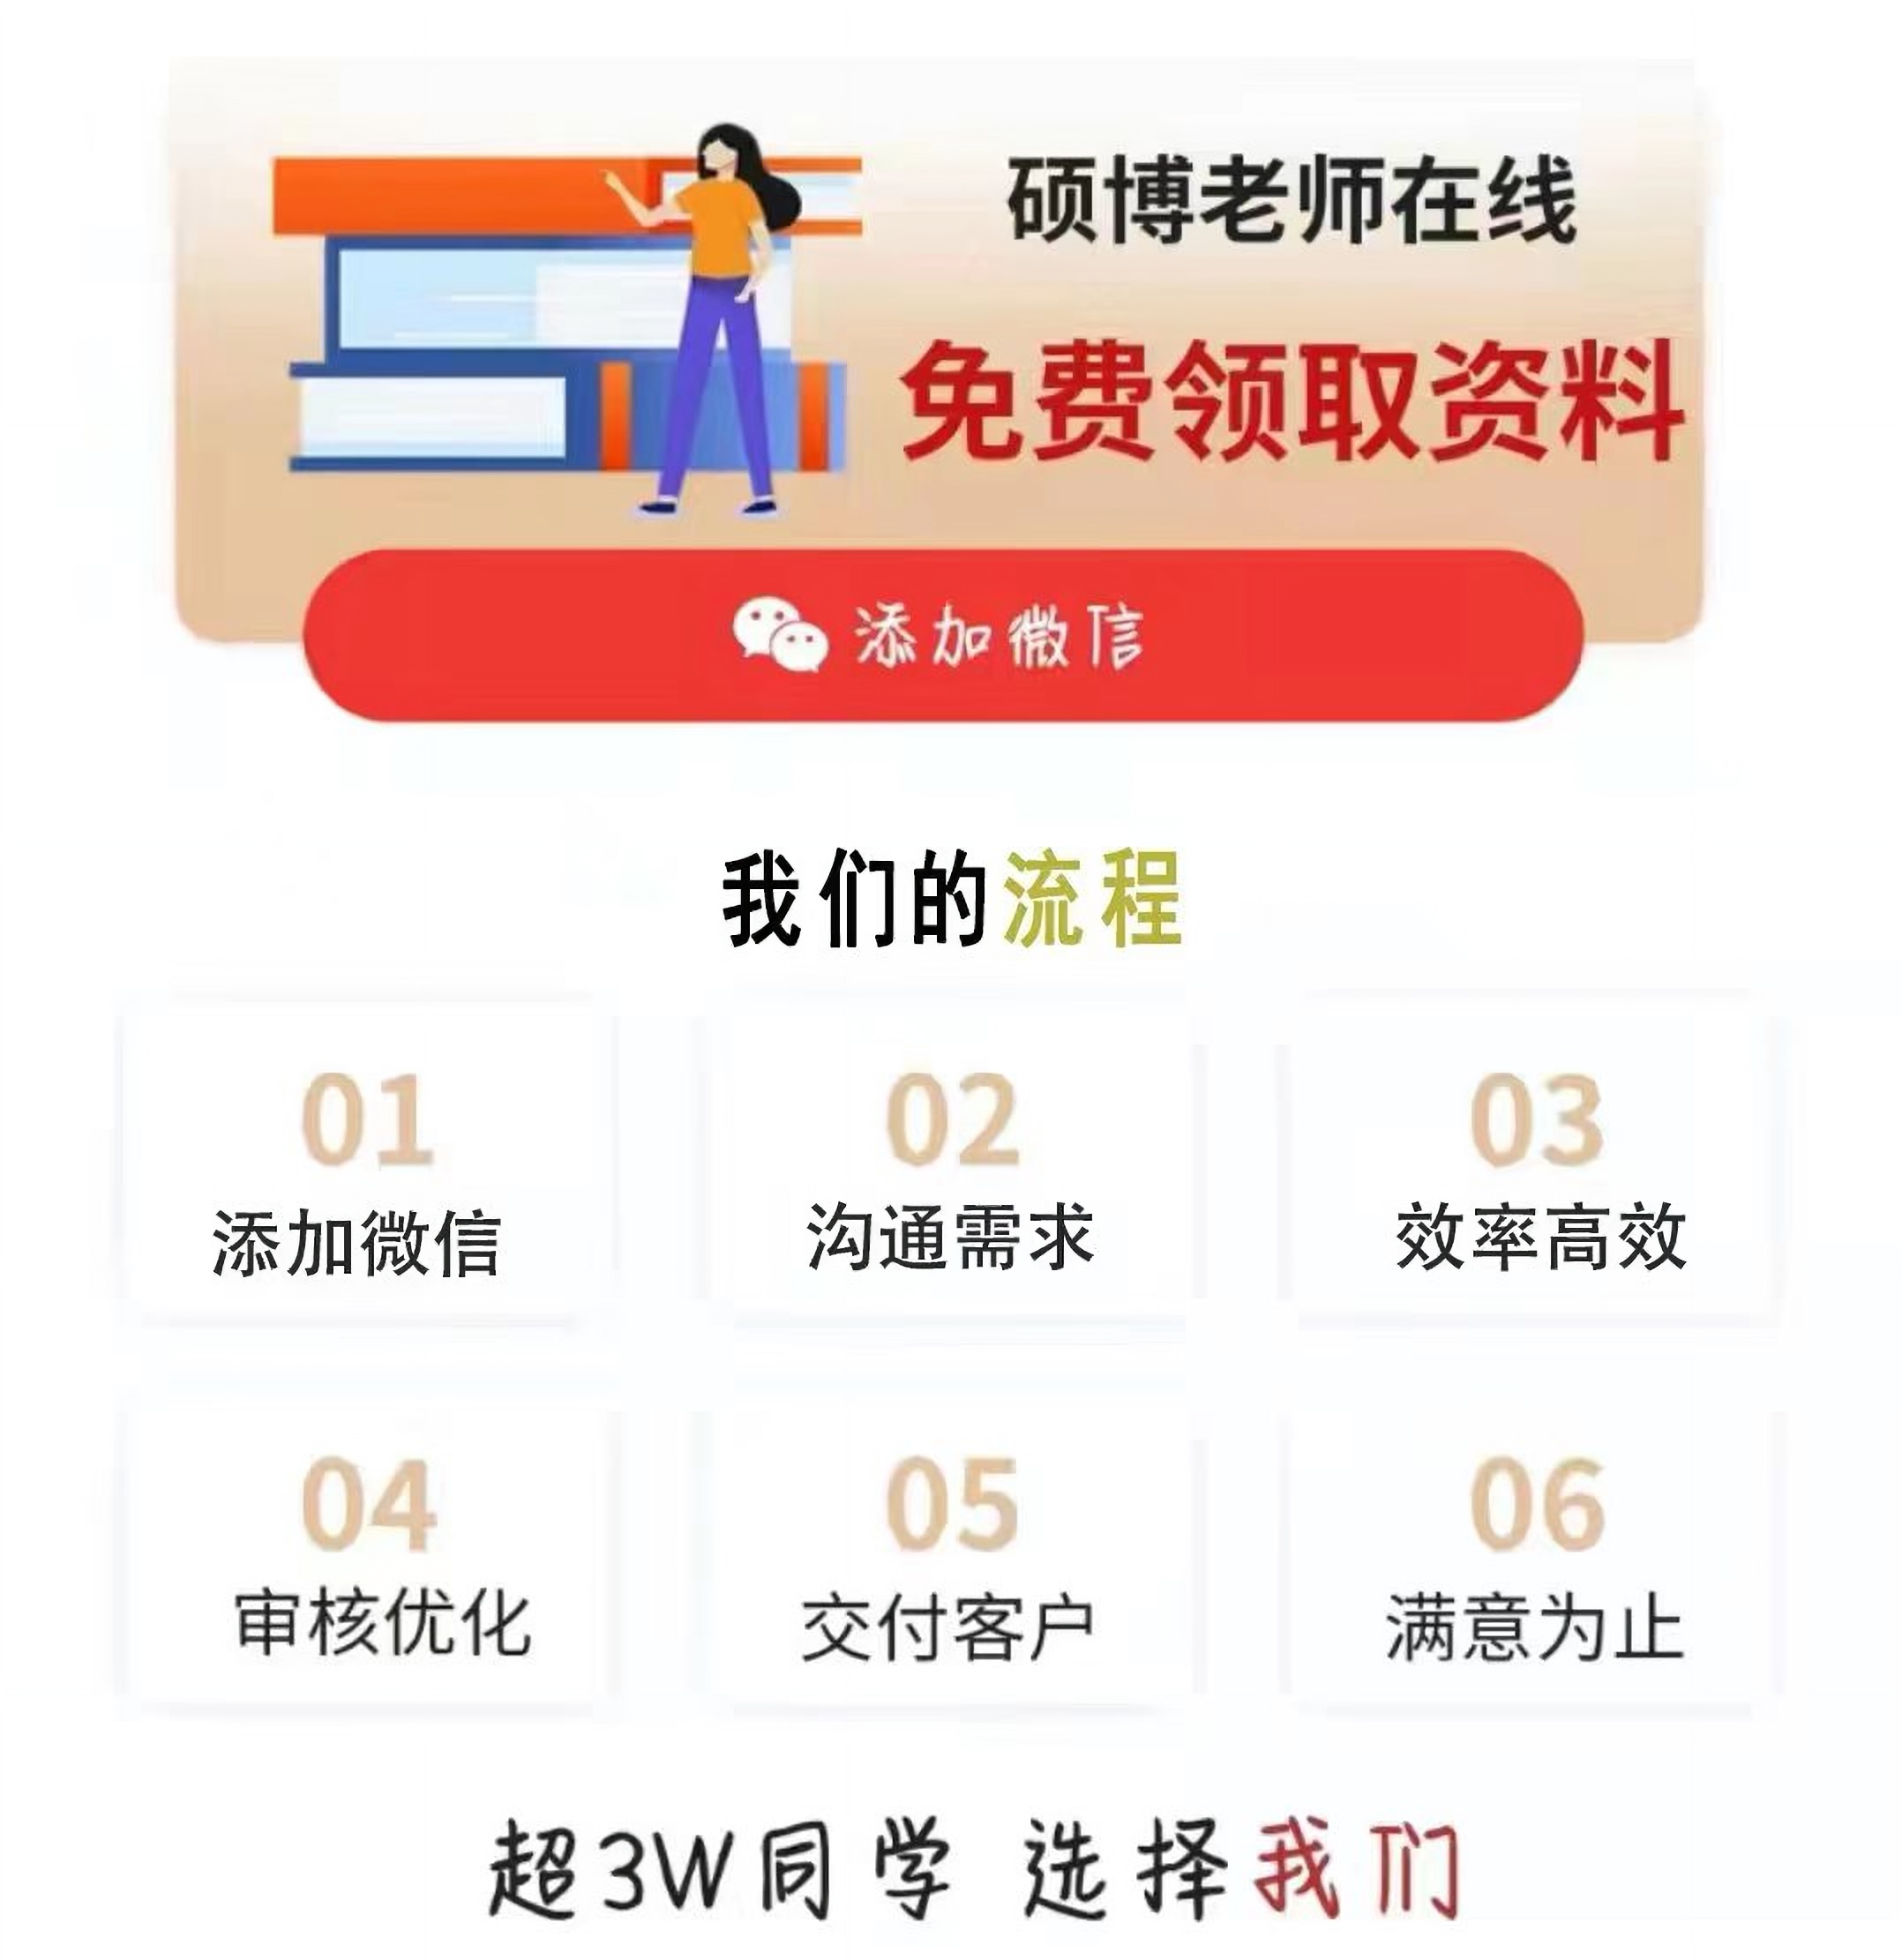 硕博老师在线
免费领取资料
添加微信
我们的流程
01
添加微信
02
沟通需求
03
效率高效
04
审核优化
05
交付客户
06
满意为止
超3W同学 选择我们